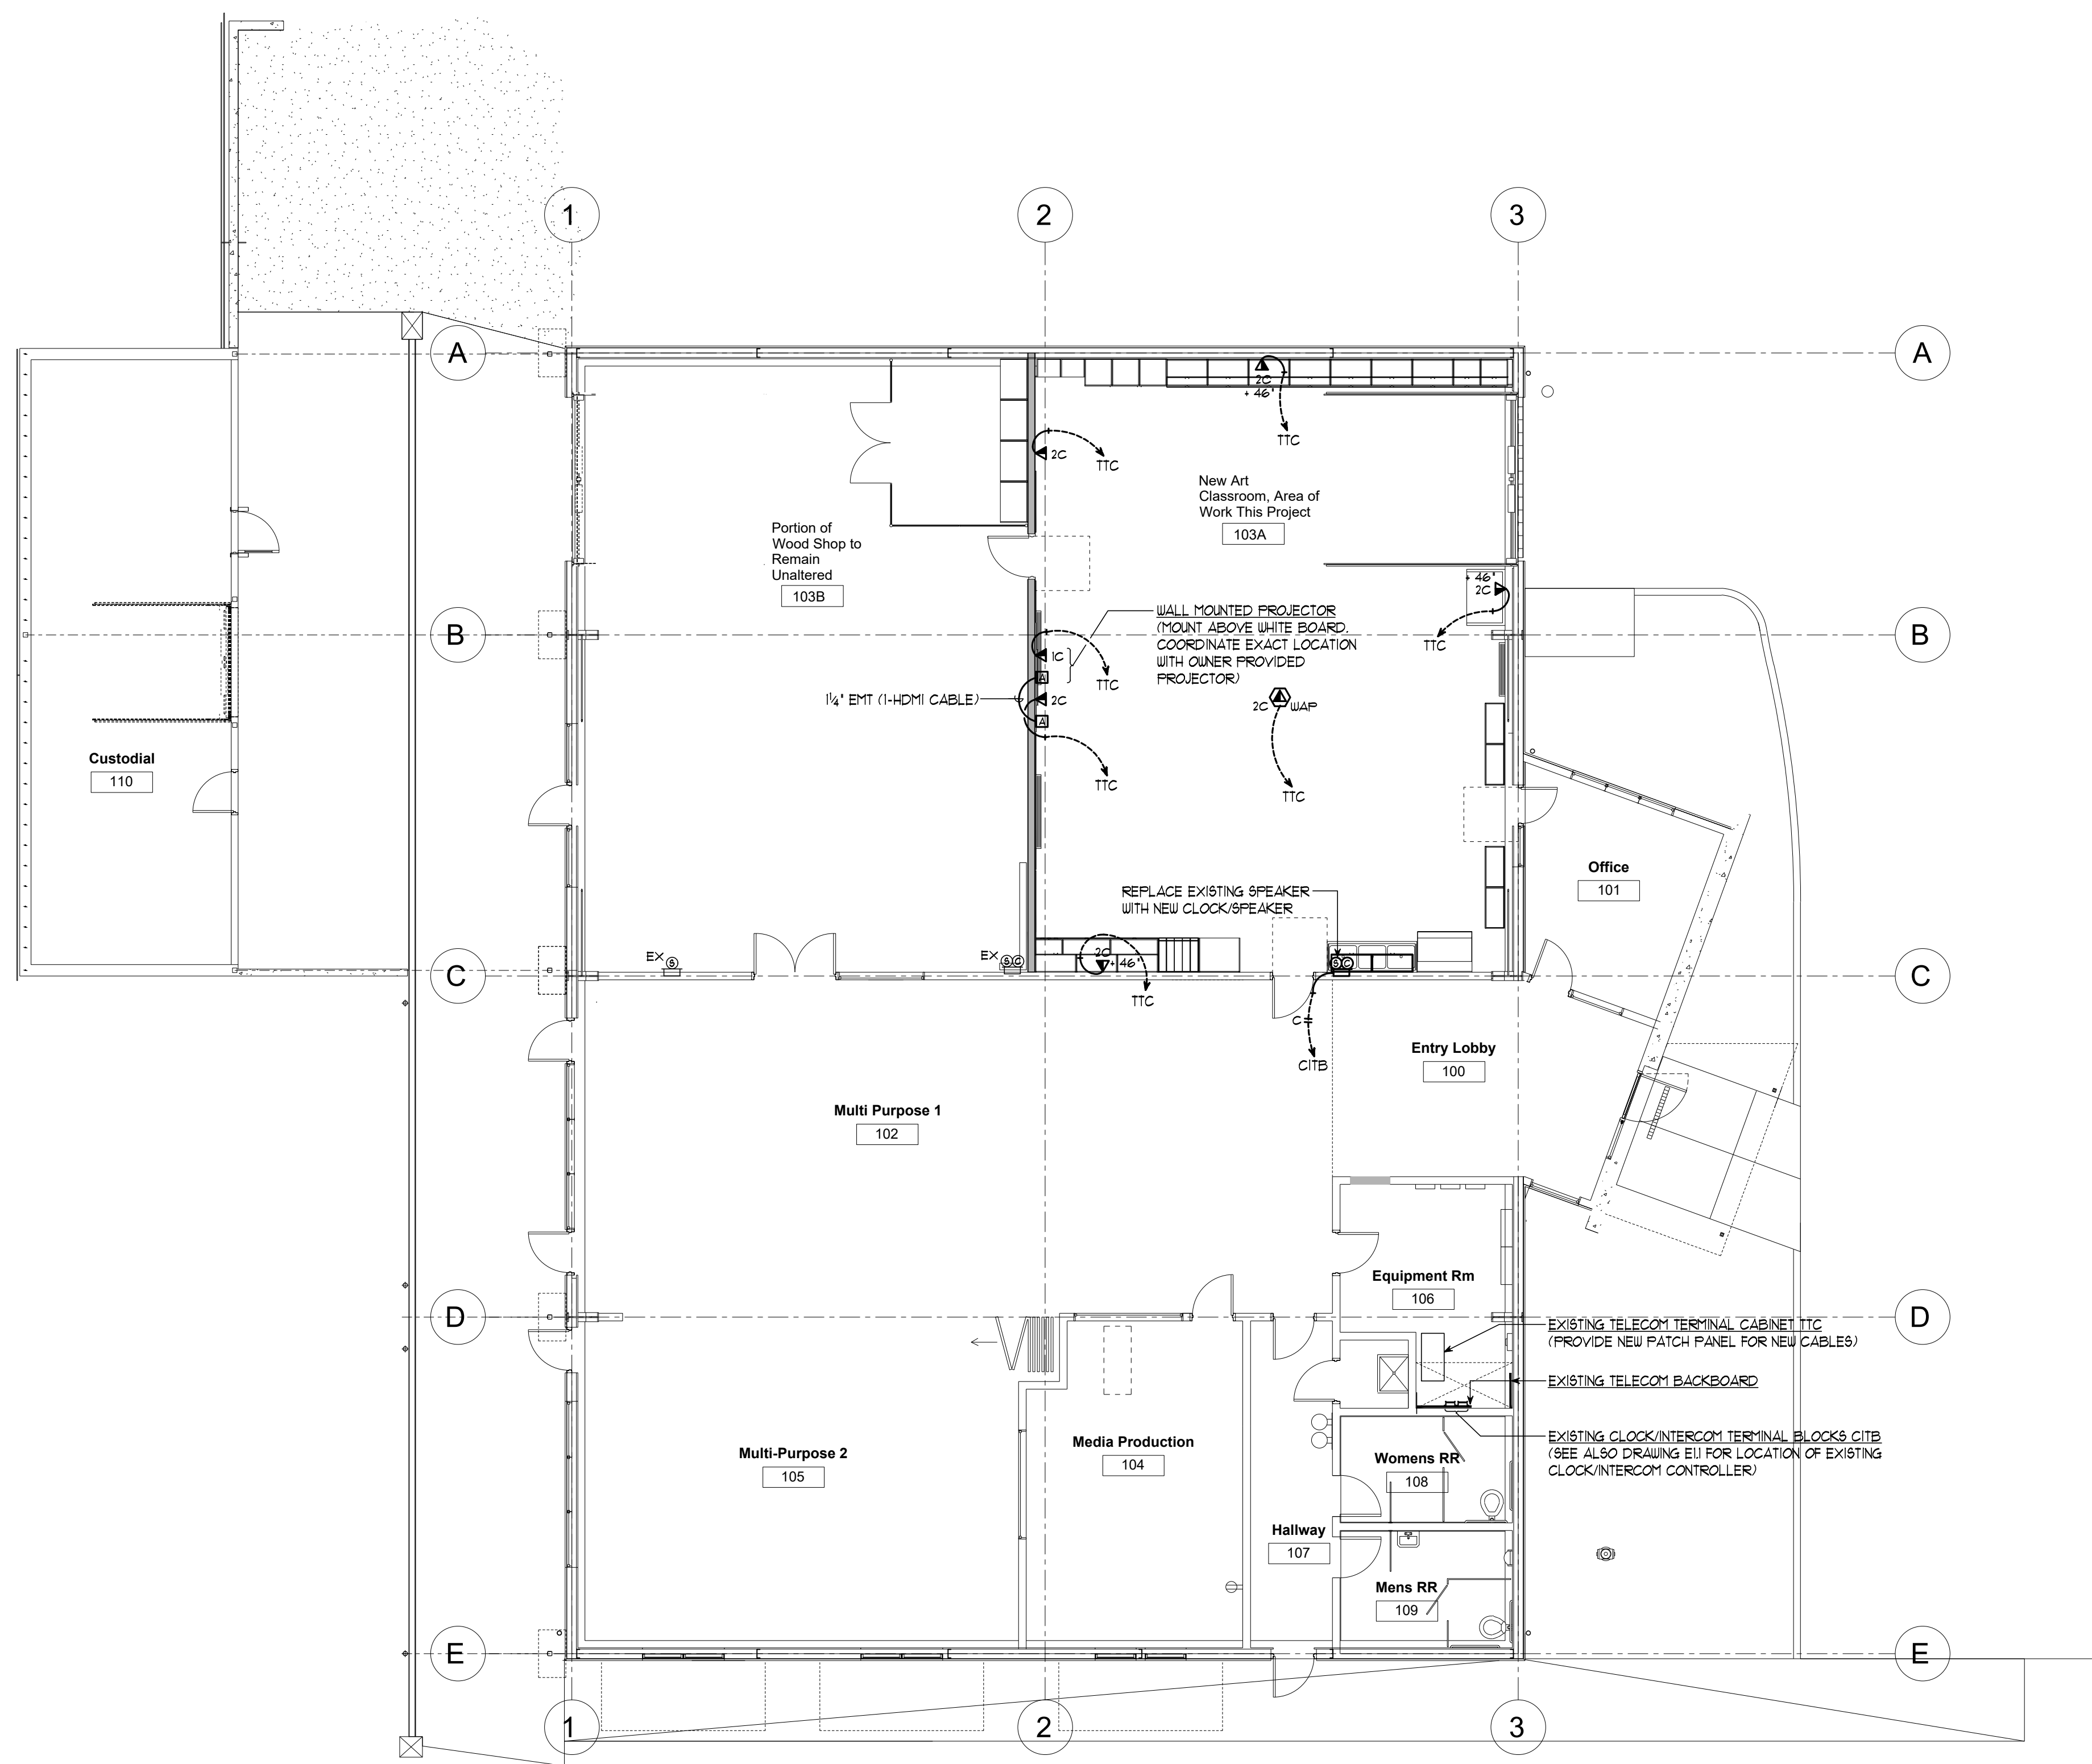 1
2
3
A
A
2C
+ 46"
TTC
2C
TTC
New Art
Classroom, Area of
Work This Project
103A
Portion of
Wood Shop to
Remain
Unaltered
103B
+ 46"
2C
TTC
B
B
WALL MOUNTED PROJECTOR
(MOUNT ABOVE WHITE BOARD.
COORDINATE EXACT LOCATION
WITH OWNER PROVIDED
PROJECTOR)
1C
TTC
A
1¼" EMT (1-HDMI CABLE)
2C
A
TTC
2C
WAP
TTC
Custodial
110
Office
101
REPLACE EXISTING SPEAKER
WITH NEW CLOCK/SPEAKER
EX
S
EX
S C
2C
+ 46"
TTC
S C
C
C
C
CITB
Entry Lobby
100
Multi Purpose 1
102
Equipment Rm
106
D
D
EXISTING TELECOM TERMINAL CABINET TTC
(PROVIDE NEW PATCH PANEL FOR NEW CABLES)
EXISTING TELECOM BACKBOARD
EXISTING CLOCK/INTERCOM TERMINAL BLOCKS CITB
(SEE ALSO DRAWING E1.1 FOR LOCATION OF EXISTING
CLOCK/INTERCOM CONTROLLER)
Multi-Purpose 2
105
Media Production
104
Womens RR
108
Hallway
107
Mens RR
109
E
E
1
2
3